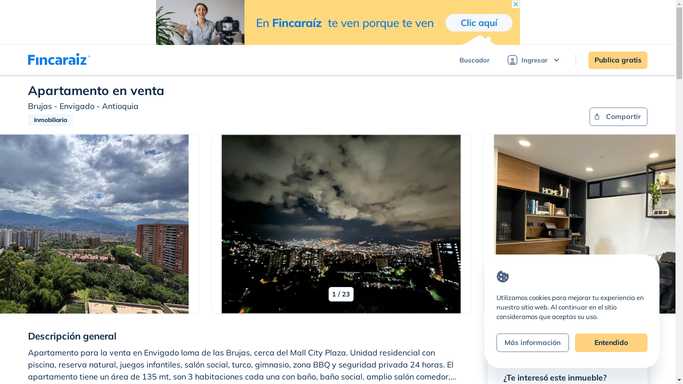 En Fincaraíz te ven porque te ven
Clic aquí
Fincaraiz
Buscador
Ingresar
Publica gratis
Apartamento en venta
Brujas - Envigado - Antioquia
Inmobiliaria
Compartir
1 / 23
Utilizamos cookies para mejorar tu experiencia en
nuestro sitio web. Al continuar en el sitio
consideramos que aceptas su uso.
Más información
Entendido
Descripción general
Apartamento para la venta en Envigado loma de las Brujas, cerca del Mall City Plaza. Unidad residencial con
piscina, reserva natural, juegos infantiles, salón social, turco, gimnasio, zona BBQ y seguridad privada 24 horas. El
apartamento tiene un área de 135 mt, son 3 habitaciones cada una con baño, baño social, amplio salón comedor,...
¿Te interesó este inmueble?